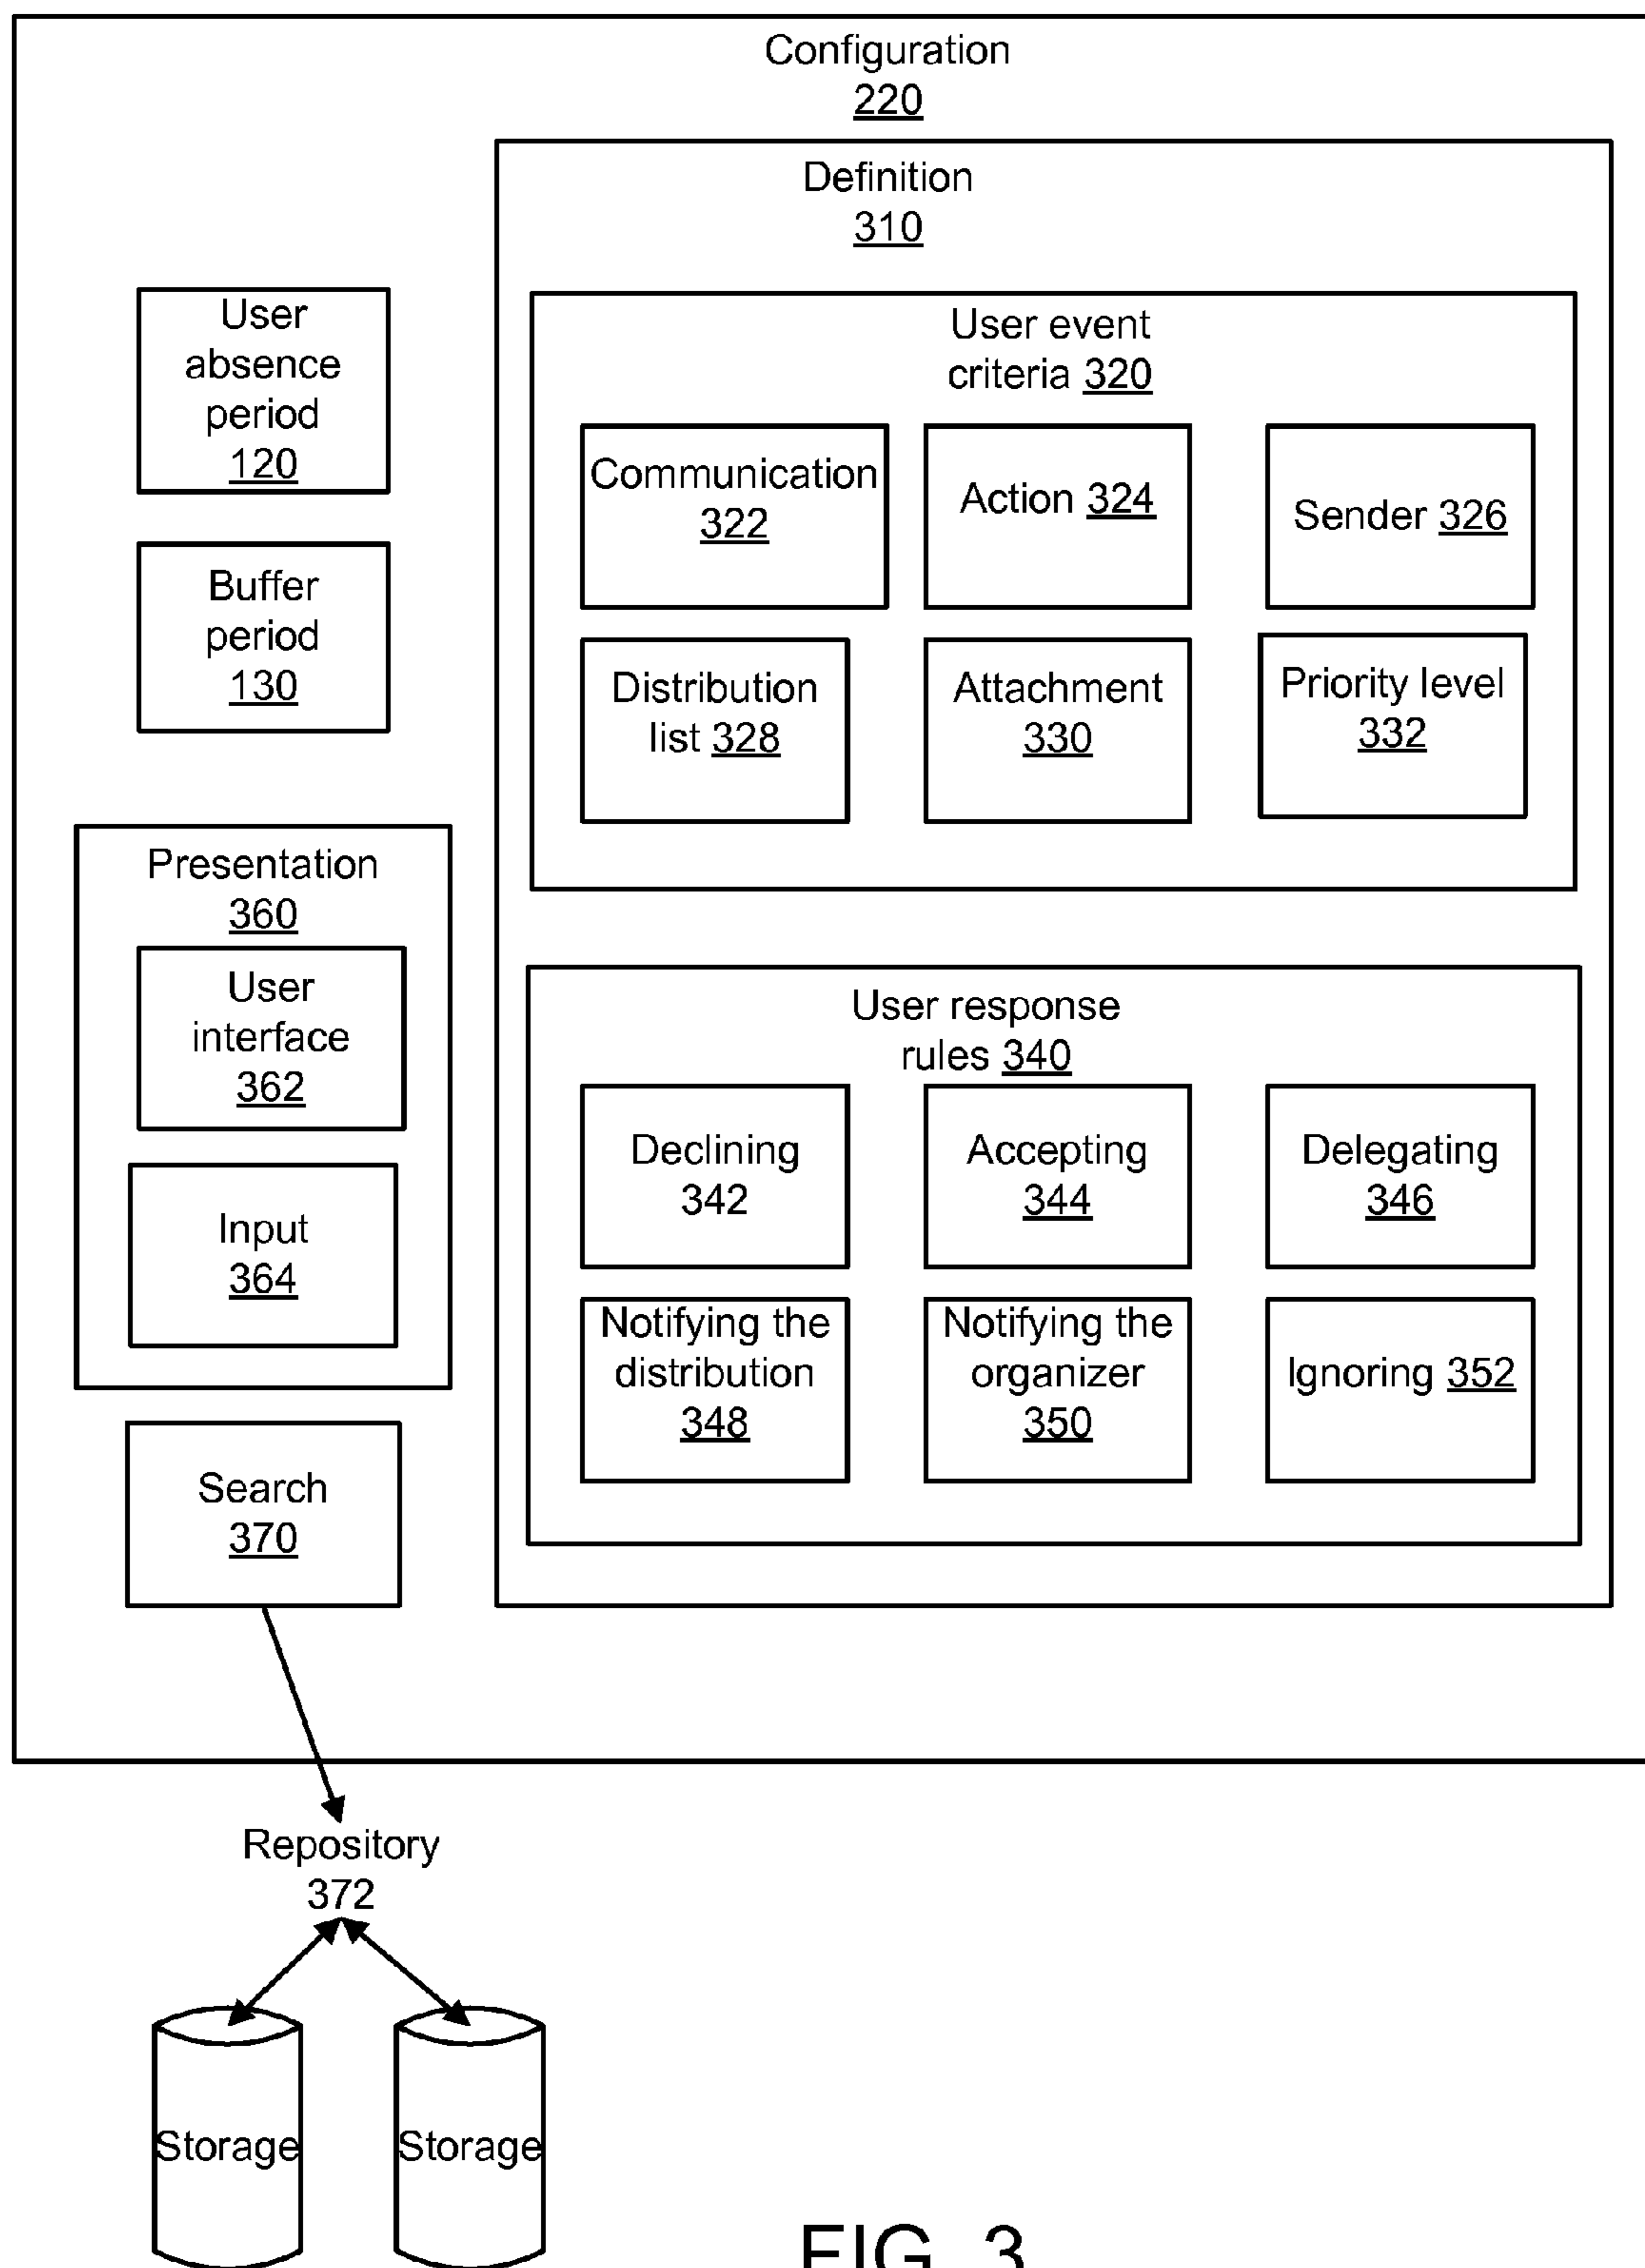 Configuration
220
Definition
310
User
absence
period
120
Buffer
period
130
User event
criteria 320
Communication
322
Action 324
Sender 326
Distribution
list 328
Attachment
330
Priority level
332
Presentation
360
User
interface
362
Input
364
Search
370
User response
rules 340
Declining
342
Accepting
344
Delegating
346
Notifying the
distribution
348
Notifying the
organizer
350
Ignoring 352
Repository
372
Storage
Storage
FIG. 3